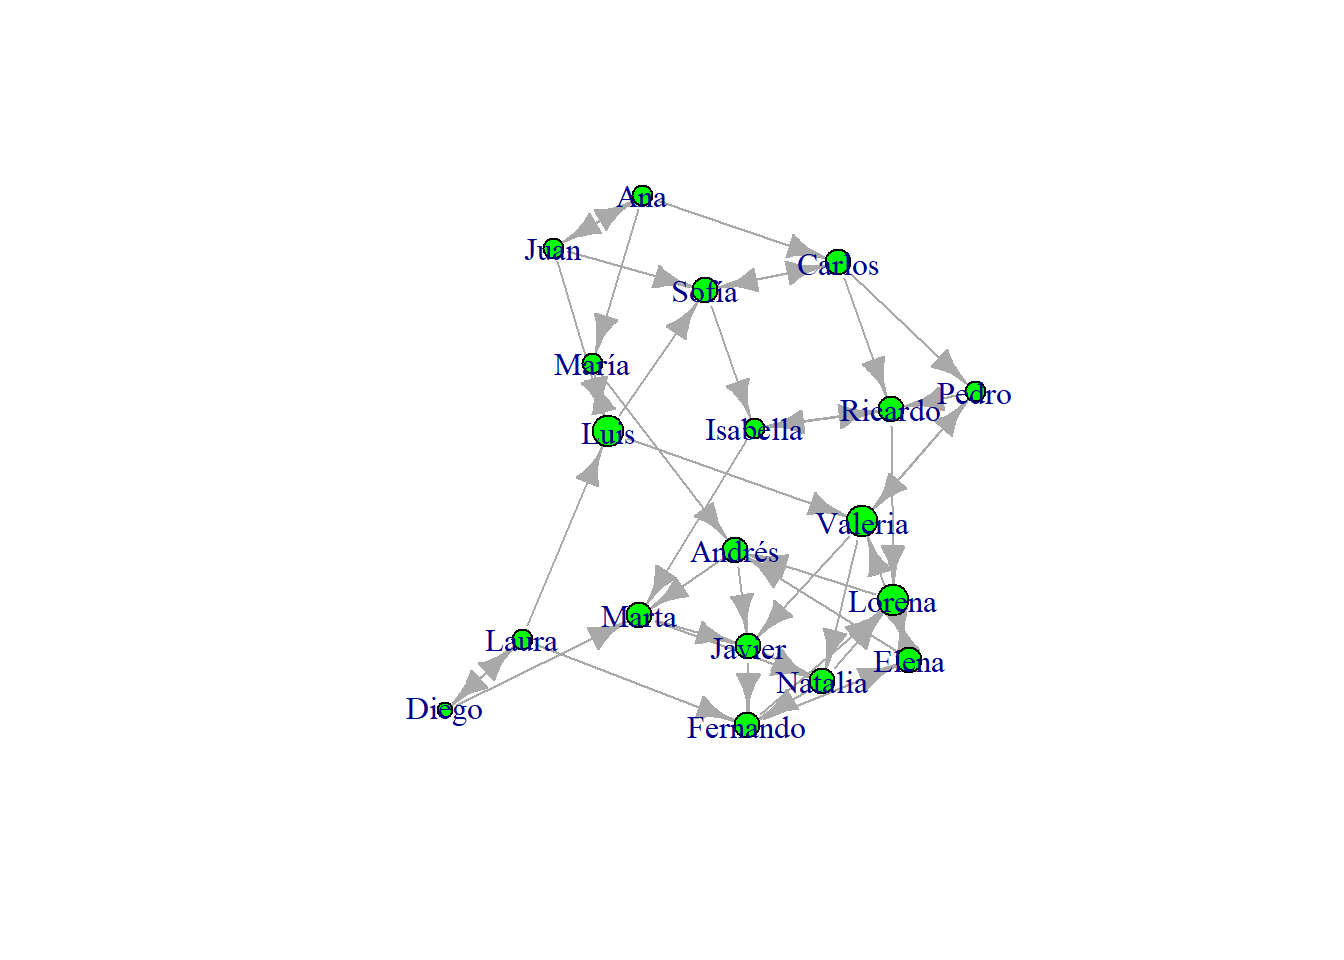 Ana
Juan
Carlos
Sofía
María
Pedro
Ricardo
Isabella
Luis
Valeria
Andrés
Lorena
Marta
Laura
Javier
Elena
Natalia
Diego
Fernando